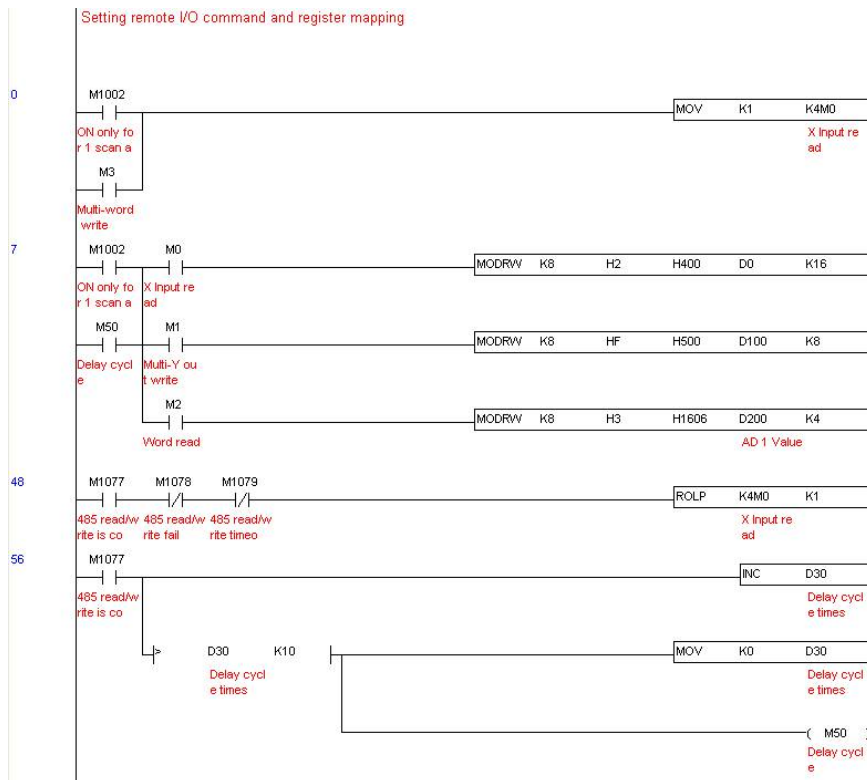 Setting remote I/O command and register mapping
0
M1002
MOV K1 K4M0
ON only fo
r 1 scan a
X Input re
ad
M3
Multi-word
write
7
M1002 M0
MODRW K8 H2 H400 D0 K16
ON only fo
r 1 scan a
X Input re
ad
M50 M1
MODRW K8 HF H500 D100 K8
Delay cycl
e
Multi-Y ou
t write
M2
MODRW K8 H3 H1606 D200 K4
Word read
AD 1 Value
48
M1077 M1078 M1079
ROLP K4M0 K1
485 read/w
rite is co
485 read/w
rite fail
485 read/w
rite timeo
X Input re
ad
56
M1077
INC D30
485 read/w
rite is co
Delay cycl
e times
> D30 K10
MOV K0 D30
Delay cycl
e times
Delay cycl
e times
M50
Delay cycl
e